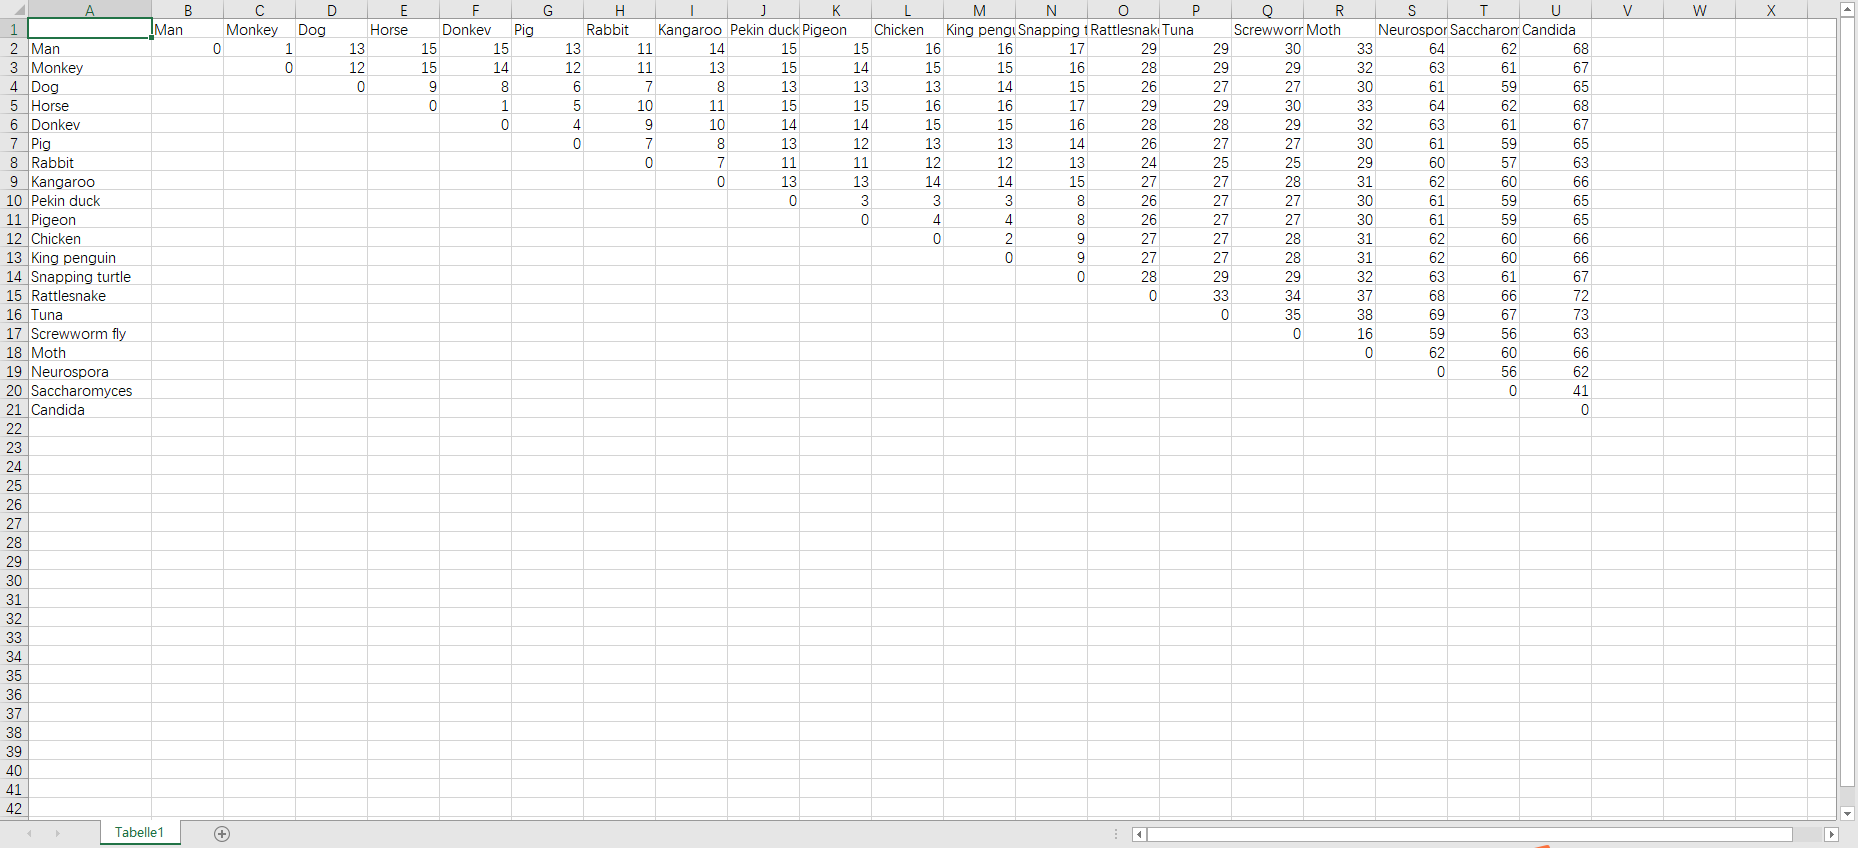 A B C D E F G H I J K L M N O P Q R S T U V W X
1 Man Monkey Dog Horse Donkev Pig Rabbit Kangaroo Pekin duck Pigeon Chicken King pengu Snapping t Rattlesnak Tuna Screwworr Moth Neurospor Saccharom Candida
2 Man 0 1 13 15 15 13 11 14 15 15 16 16 17 29 29 30 33 64 62 68
3 Monkey 0 12 15 14 12 11 13 15 14 15 15 16 28 29 29 32 63 61 67
4 Dog 0 9 8 6 7 8 13 13 13 14 15 26 27 27 30 61 59 65
5 Horse 0 1 5 10 11 15 15 16 16 17 29 29 30 33 64 62 68
6 Donkev 0 4 9 10 14 14 15 15 16 28 28 29 32 63 61 67
7 Pig 0 7 8 13 12 13 13 14 26 27 27 30 61 59 65
8 Rabbit 0 7 11 11 12 12 13 24 25 25 29 60 57 63
9 Kangaroo 0 13 13 14 14 15 27 27 28 31 62 60 66
10 Pekin duck 0 3 3 3 8 26 27 27 30 61 59 65
11 Pigeon 0 4 4 8 26 27 27 30 61 59 65
12 Chicken 0 2 9 27 27 28 31 62 60 66
13 King penguin 0 9 27 27 28 31 62 60 66
14 Snapping turtle 0 28 29 29 32 63 61 67
15 Rattlesnake 0 33 34 37 68 66 72
16 Tuna 0 35 38 69 67 73
17 Screwworm fly 0 16 59 56 63
18 Moth 0 62 60 66
19 Neurospora 0 56 62
20 Saccharomyces 0 41
21 Candida 0
22
23
24
25
26
27
28
29
30
31
32
33
34
35
36
37
38
39
40
41
42
Tabelle1